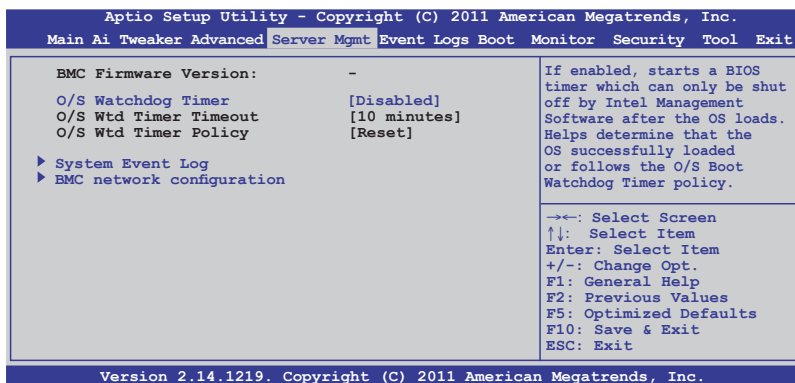 Aptio Setup Utility - Copyright (C) 2011 American Megatrends, Inc.
Main Ai Tweaker Advanced Server Mgmt Event Logs Boot Monitor Security Tool Exit
BMC Firmware Version: -
O/S Watchdog Timer [Disabled]
O/S Wtd Timer Timeout [10 minutes]
O/S Wtd Timer Policy [Reset]
System Event Log
BMC network configuration
If enabled, starts a BIOS
timer which can only be shut
off by Intel Management
Software after the OS loads.
Helps determine that the
OS successfully loaded
or follows the O/S Boot
Watchdog Timer policy.
→←: Select Screen
↑↓: Select Item
Enter: Select Item
+/-: Change Opt.
F1: General Help
F2: Previous Values
F5: Optimized Defaults
F10: Save & Exit
ESC: Exit
Version 2.14.1219. Copyright (C) 2011 American Megatrends, Inc.